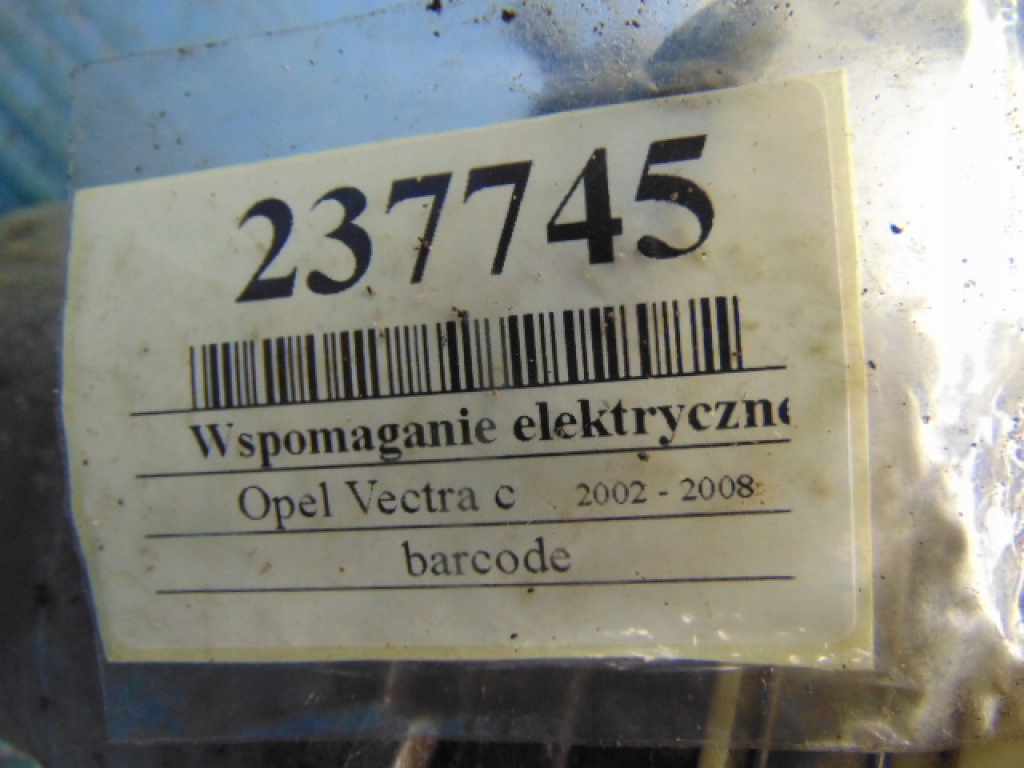 237745
Wspomaganie elektryczne
Opel Vectra c 2002 - 2008
barcode